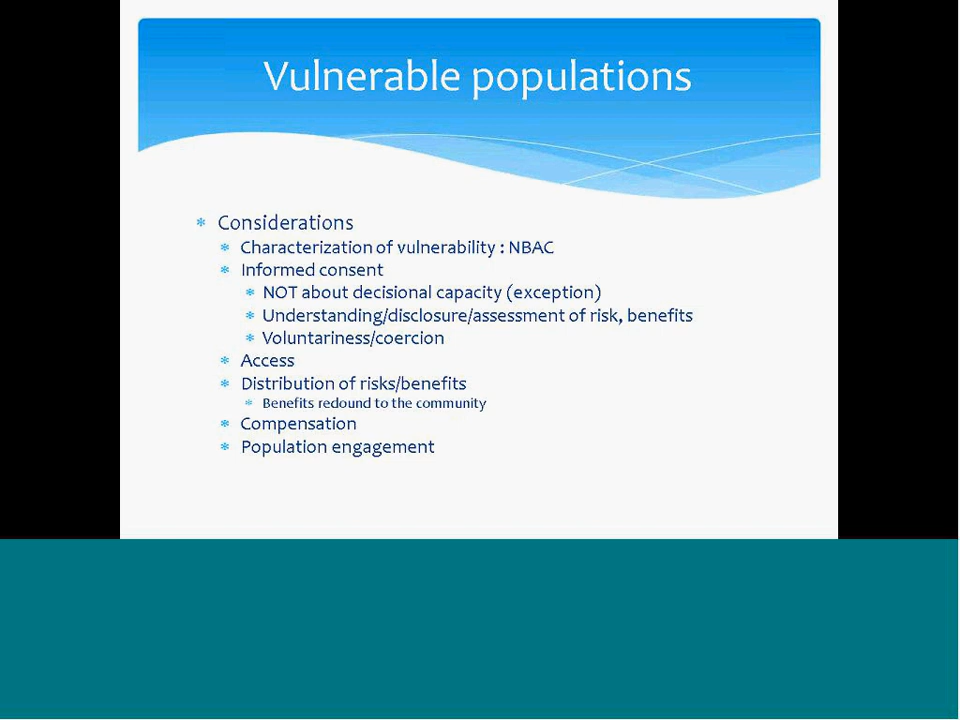 Vulnerable populations
Considerations
Characterization of vulnerability : NBAC
Informed consent
NOT about decisional capacity (exception)
Understanding/disclosure/assessment of risk, benefits
Voluntariness/coercion
Access
Distribution of risks/benefits
Benefits redound to the community
Compensation
Population engagement